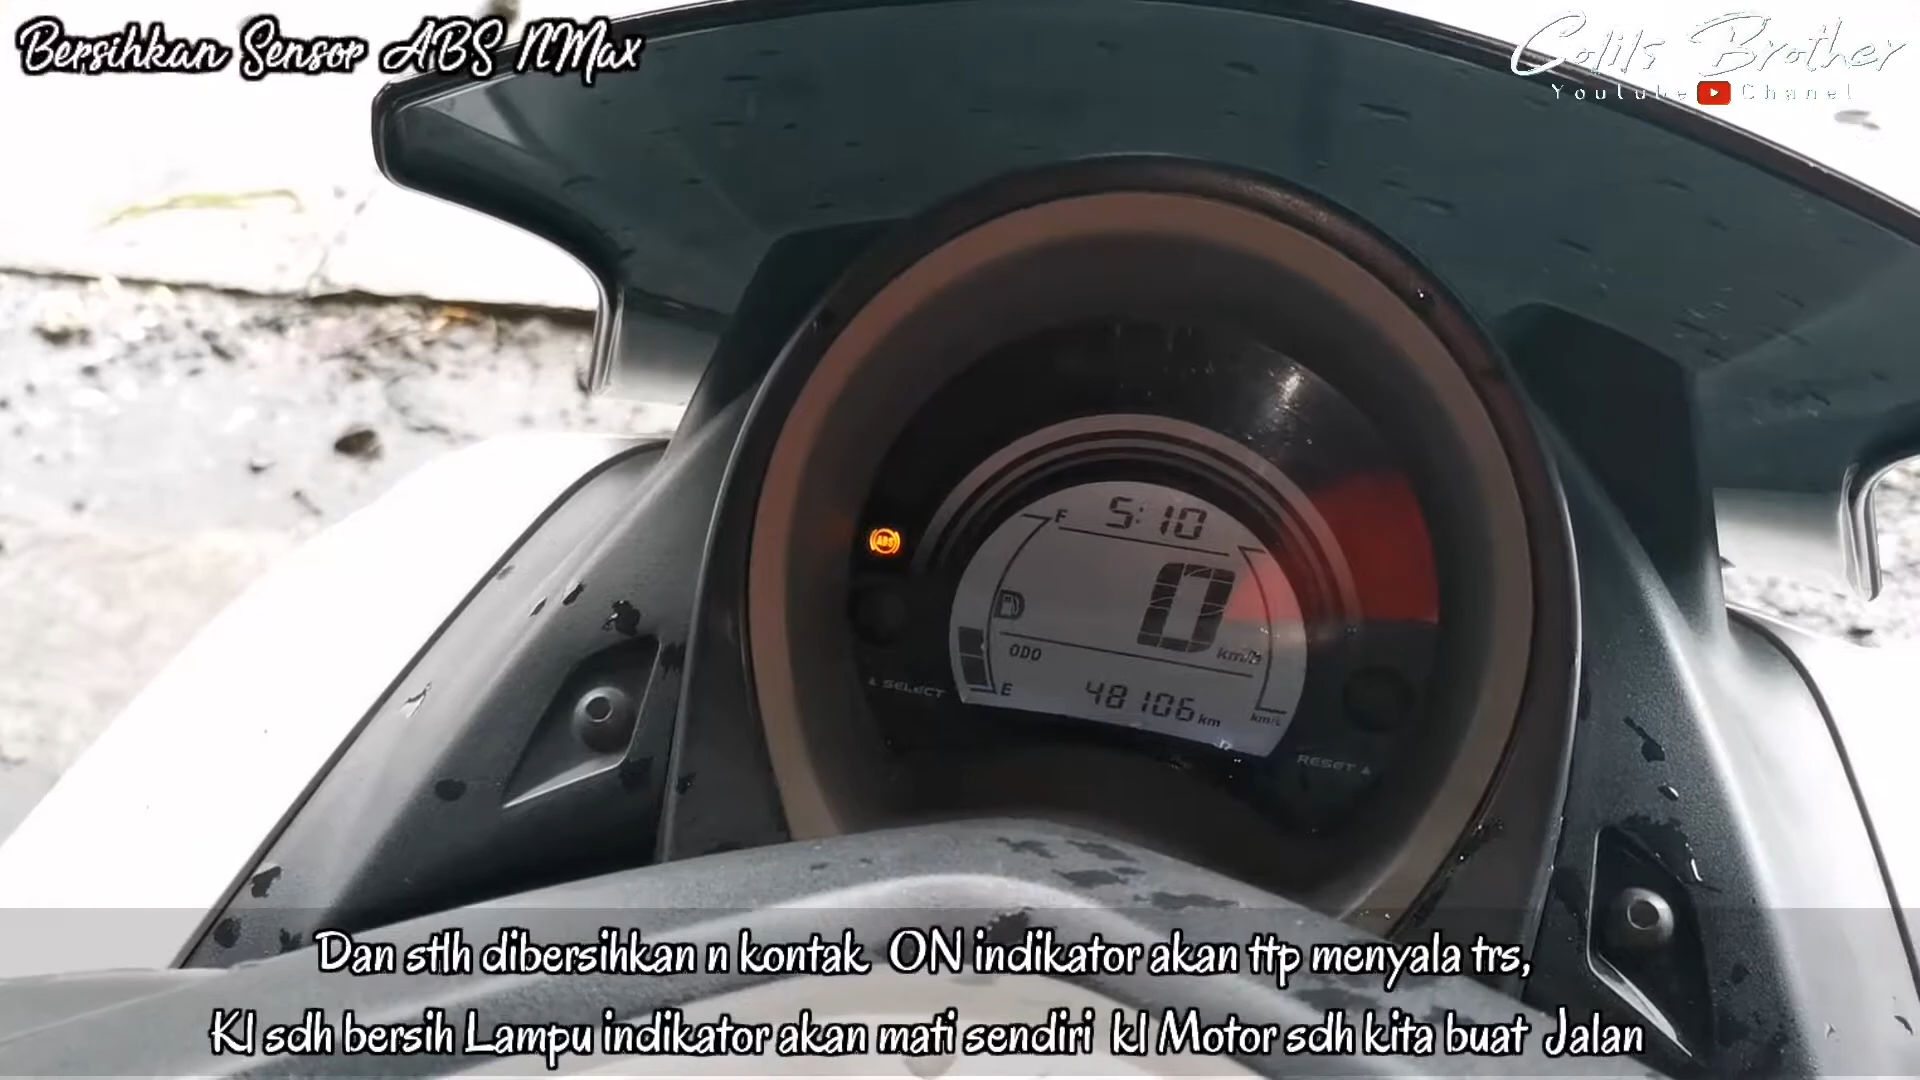 Bersihkan Sensor ABS NMax
Colils Brother
Youtube Chanel
ABS
5:10
F
0
km/h
ODO
E
48106 km
km/L
SELECT
RESET
Dan stlh dibersihkan n kontak ON indikator akan ttp menyala trs,
Kl sdh bersih Lampu indikator akan mati sendiri kl Motor sdh kita buat Jalan